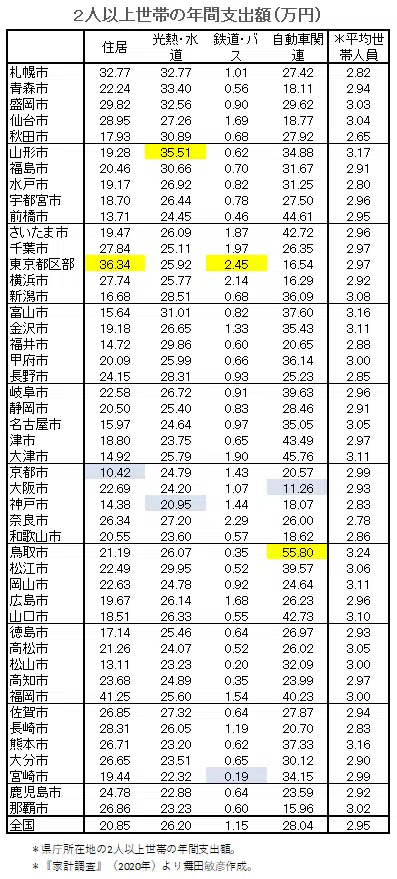 ２人以上世帯の年間支出額（万円）
住居 光熱・水道 鉄道・バス 自動車関連 ＊平均世帯人員
札幌市 32.77 32.77 1.01 27.42 2.82
青森市 22.24 33.40 0.56 18.11 2.94
盛岡市 29.82 32.56 0.90 29.62 3.03
仙台市 28.95 27.26 1.69 18.77 3.04
秋田市 17.93 30.89 0.68 27.92 2.65
山形市 19.28 35.51 0.62 34.88 3.17
福島市 20.46 30.66 0.70 31.67 2.91
水戸市 19.17 26.92 0.82 31.25 2.80
宇都宮市 18.70 26.44 0.78 27.50 2.96
前橋市 13.71 24.45 0.46 44.61 2.95
さいたま市 19.47 26.09 1.87 42.72 2.96
千葉市 27.84 25.11 1.97 26.35 2.97
東京都区部 36.34 25.92 2.45 16.54 2.97
横浜市 27.74 25.77 2.14 16.29 2.92
新潟市 16.68 28.51 0.68 36.09 3.08
富山市 15.64 31.01 0.82 37.60 3.16
金沢市 19.18 26.65 1.33 35.43 3.11
福井市 14.72 29.86 0.60 20.65 2.88
甲府市 20.09 25.99 0.66 36.14 3.00
長野市 24.15 28.31 0.93 25.23 2.85
岐阜市 22.58 26.72 0.91 39.63 2.96
静岡市 20.50 25.40 0.83 28.46 2.91
名古屋市 15.97 24.64 0.97 35.05 3.05
津市 18.80 23.75 0.65 43.49 2.97
大津市 14.92 25.79 1.90 45.76 3.11
京都市 10.42 24.79 1.43 20.57 2.99
大阪市 22.69 24.20 1.07 11.26 2.93
神戸市 14.38 20.95 1.44 18.07 2.83
奈良市 26.34 27.20 2.29 26.00 2.78
和歌山市 20.55 23.60 0.57 18.62 2.86
鳥取市 21.19 26.07 0.35 55.80 3.24
松江市 22.49 29.95 0.52 39.57 3.06
岡山市 22.63 24.78 0.92 24.64 3.11
広島市 19.67 26.14 1.68 26.23 2.96
山口市 18.51 26.33 0.55 42.73 3.10
徳島市 17.14 25.46 0.64 26.97 2.93
高松市 21.26 24.07 0.52 26.02 3.05
松山市 13.11 23.23 0.20 32.09 3.00
高知市 23.68 24.89 0.35 23.99 2.97
福岡市 41.25 25.60 1.54 40.23 3.00
佐賀市 26.85 27.32 0.64 27.87 2.94
長崎市 28.31 26.05 1.19 20.70 2.83
熊本市 26.71 23.20 0.62 37.33 3.16
大分市 26.65 23.51 0.65 30.12 2.90
宮崎市 19.44 22.32 0.19 34.15 2.99
鹿児島市 24.78 22.88 0.64 23.59 2.92
那覇市 26.86 23.23 0.60 15.96 3.02
全国 20.85 26.20 1.15 28.04 2.95
＊県庁所在地の2人以上世帯の年間支出額。
＊『家計調査』（2020年）より舞田敏彦作成。